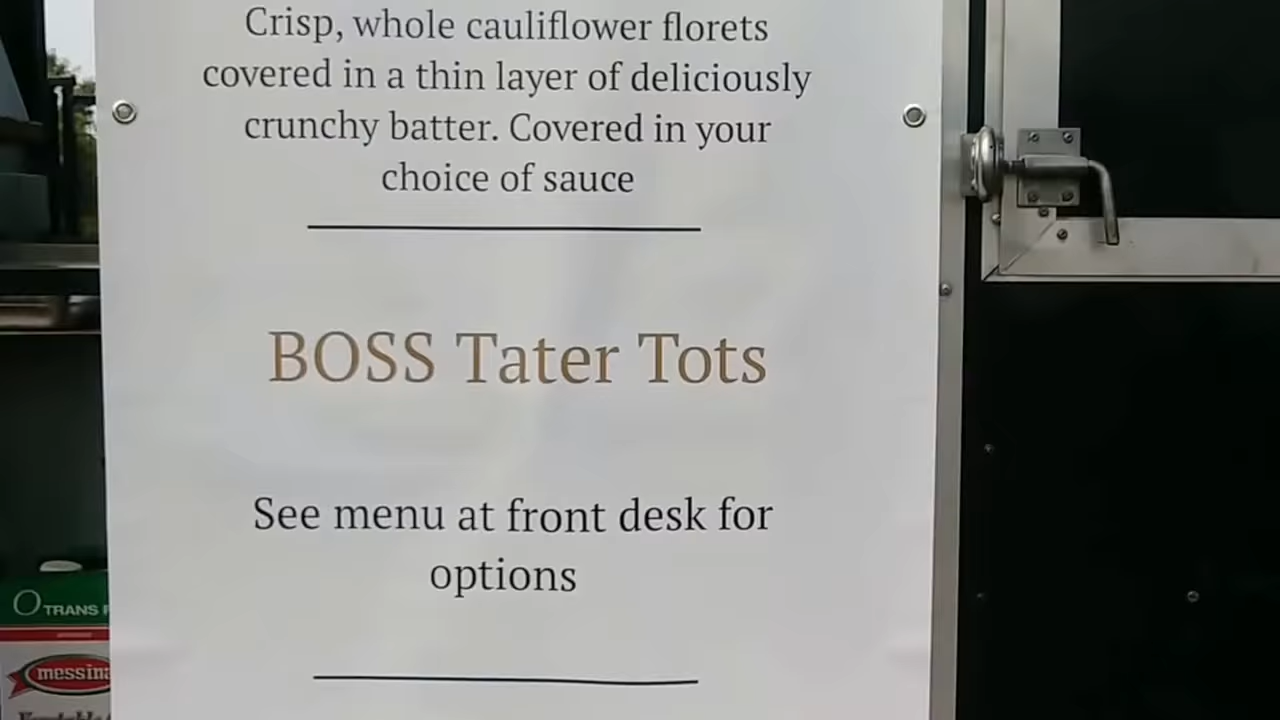 Crisp, whole cauliflower florets
covered in a thin layer of deliciously
crunchy batter. Covered in your
choice of sauce
BOSS Tater Tots
See menu at front desk for
options
O TRANS
messina